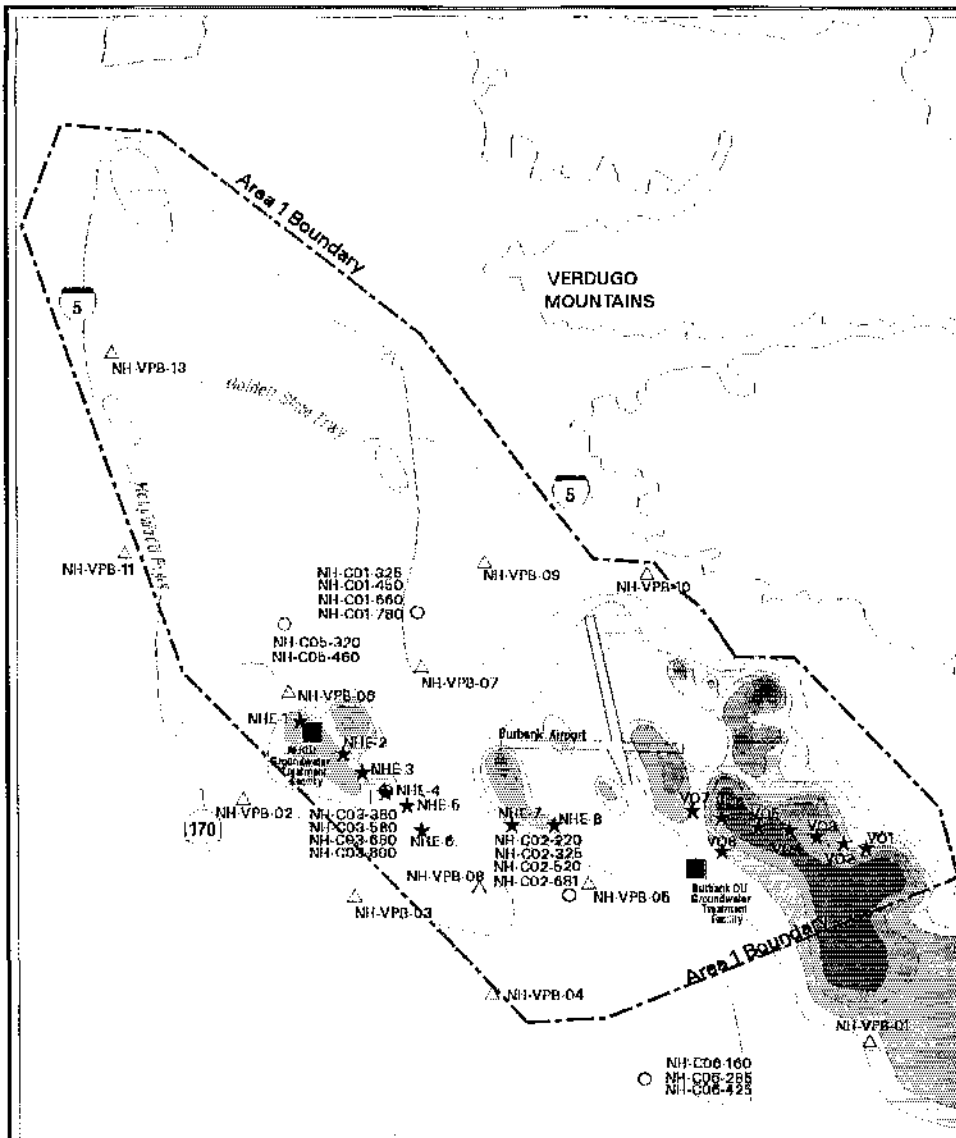 Area 1 Boundary
VERDUGO
MOUNTAINS
5
NH-VPB-13
Golden State Fwy
5
NH-VPB-11
NH-C01-325
NH-C01-450
NH-C01-660
NH-C01-780
NH-VPB-09
NH-VPB-10
NH-C05-320
NH-C05-460
NH-VPB-07
NH-VPB-06
NHE-1
NHE-2
Groundwater
Treatment
Facility
NHE-3
Burbank Airport
NHE-4
NHE-5
NH-VPB-02
170
NH-C03-380
NH-C03-580
NH-C03-680
NH-C03-800
NHE-6
NHE-7
NHE-8
NH-C02-220
NH-C02-325
NH-C02-520
NH-C02-681
VO7
VO8
VO2
VO1
NH-VPB-08
NH-VPB-05
NH-VPB-03
Burbank OU
Groundwater
Treatment
Facility
Area 1 Boundary
NH-VPB-04
NH-VPB-01
NH-C06-160
NH-C06-285
NH-C06-425